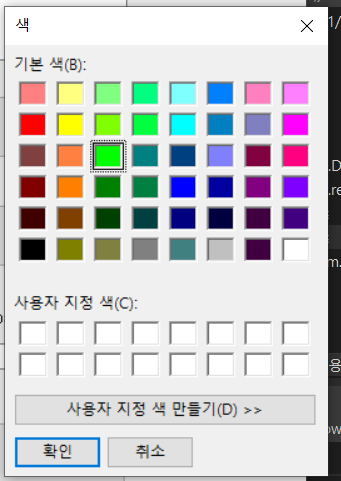 색
기본 색(B):
사용자 지정 색(C):
사용자 지정 색 만들기(D) >>
확인
취소